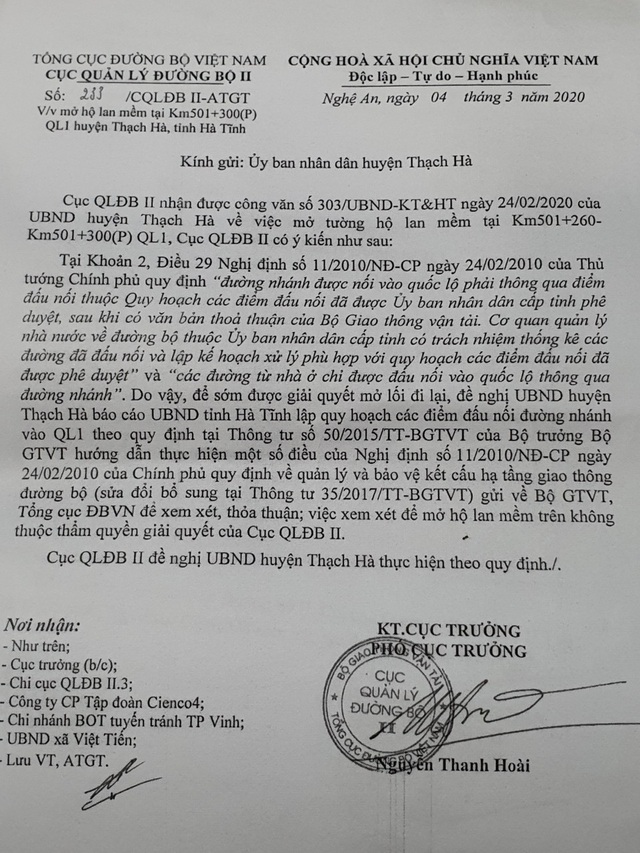 TỔNG CỤC ĐƯỜNG BỘ VIỆT NAM
CỤC QUẢN LÝ ĐƯỜNG BỘ II
Số: 233 /CQLĐB II-ATGT
V/v mở hộ lan mềm tại Km501+300(P)
QL1 huyện Thạch Hà, tỉnh Hà Tĩnh
CỘNG HOÀ XÃ HỘI CHỦ NGHĨA VIỆT NAM
Độc lập – Tự do – Hạnh phúc
Nghệ An, ngày 04 tháng 3 năm 2020
Kính gửi: Ủy ban nhân dân huyện Thạch Hà
Cục QLĐB II nhận được công văn số 303/UBND-KT&HT ngày 24/02/2020 của
UBND huyện Thạch Hà về việc mở tường hộ lan mềm tại Km501+260-
Km501+300(P) QL1, Cục QLĐB II có ý kiến như sau:
Tại Khoản 2, Điều 29 Nghị định số 11/2010/NĐ-CP ngày 24/02/2010 của Thủ
tướng Chính phủ quy định “đường nhánh được nối vào quốc lộ phải thông qua điểm
đấu nối thuộc Quy hoạch các điểm đấu nối đã được Ủy ban nhân dân cấp tỉnh phê
duyệt, sau khi có văn bản thoả thuận của Bộ Giao thông vận tải. Cơ quan quản lý
nhà nước về đường bộ thuộc Ủy ban nhân dân cấp tỉnh có trách nhiệm thống kê các
đường đã đấu nối và lập kế hoạch xử lý phù hợp với quy hoạch các điểm đấu nối đã
được phê duyệt” và “các đường từ nhà ở chỉ được đấu nối vào quốc lộ thông qua
đường nhánh”. Do vậy, để sớm được giải quyết mở lối đi lại, đề nghị UBND huyện
Thạch Hà báo cáo UBND tỉnh Hà Tĩnh lập quy hoạch các điểm đấu nối đường nhánh
vào QL1 theo quy định tại Thông tư số 50/2015/TT-BGTVT của Bộ trưởng Bộ
GTVT hướng dẫn thực hiện một số điều của Nghị định số 11/2010/NĐ-CP ngày
24/02/2010 của Chính phủ quy định về quản lý và bảo vệ kết cấu hạ tầng giao thông
đường bộ (sửa đổi bổ sung tại Thông tư 35/2017/TT-BGTVT) gửi về Bộ GTVT,
Tổng cục ĐBVN để xem xét, thỏa thuận; việc xem xét để mở hộ lan mềm trên không
thuộc thẩm quyền giải quyết của Cục QLĐB II.
Cục QLĐB II đề nghị UBND huyện Thạch Hà thực hiện theo quy định./.
Nơi nhận:
- Như trên;
- Cục trưởng (b/c);
- Chi cục QLĐB II.3;
- Công ty CP Tập đoàn Cienco4;
- Chi nhánh BOT tuyến tránh TP Vinh;
- UBND xã Việt Tiến;
- Lưu VT, ATGT.
KT.CỤC TRƯỞNG
PHÓ CỤC TRƯỞNG
BỘ GIAO THÔNG VẬN TẢI
CỤC
QUẢN LÝ
ĐƯỜNG BỘ
II
TỔNG CỤC ĐƯỜNG BỘ VIỆT NAM
Nguyễn Thanh Hoài